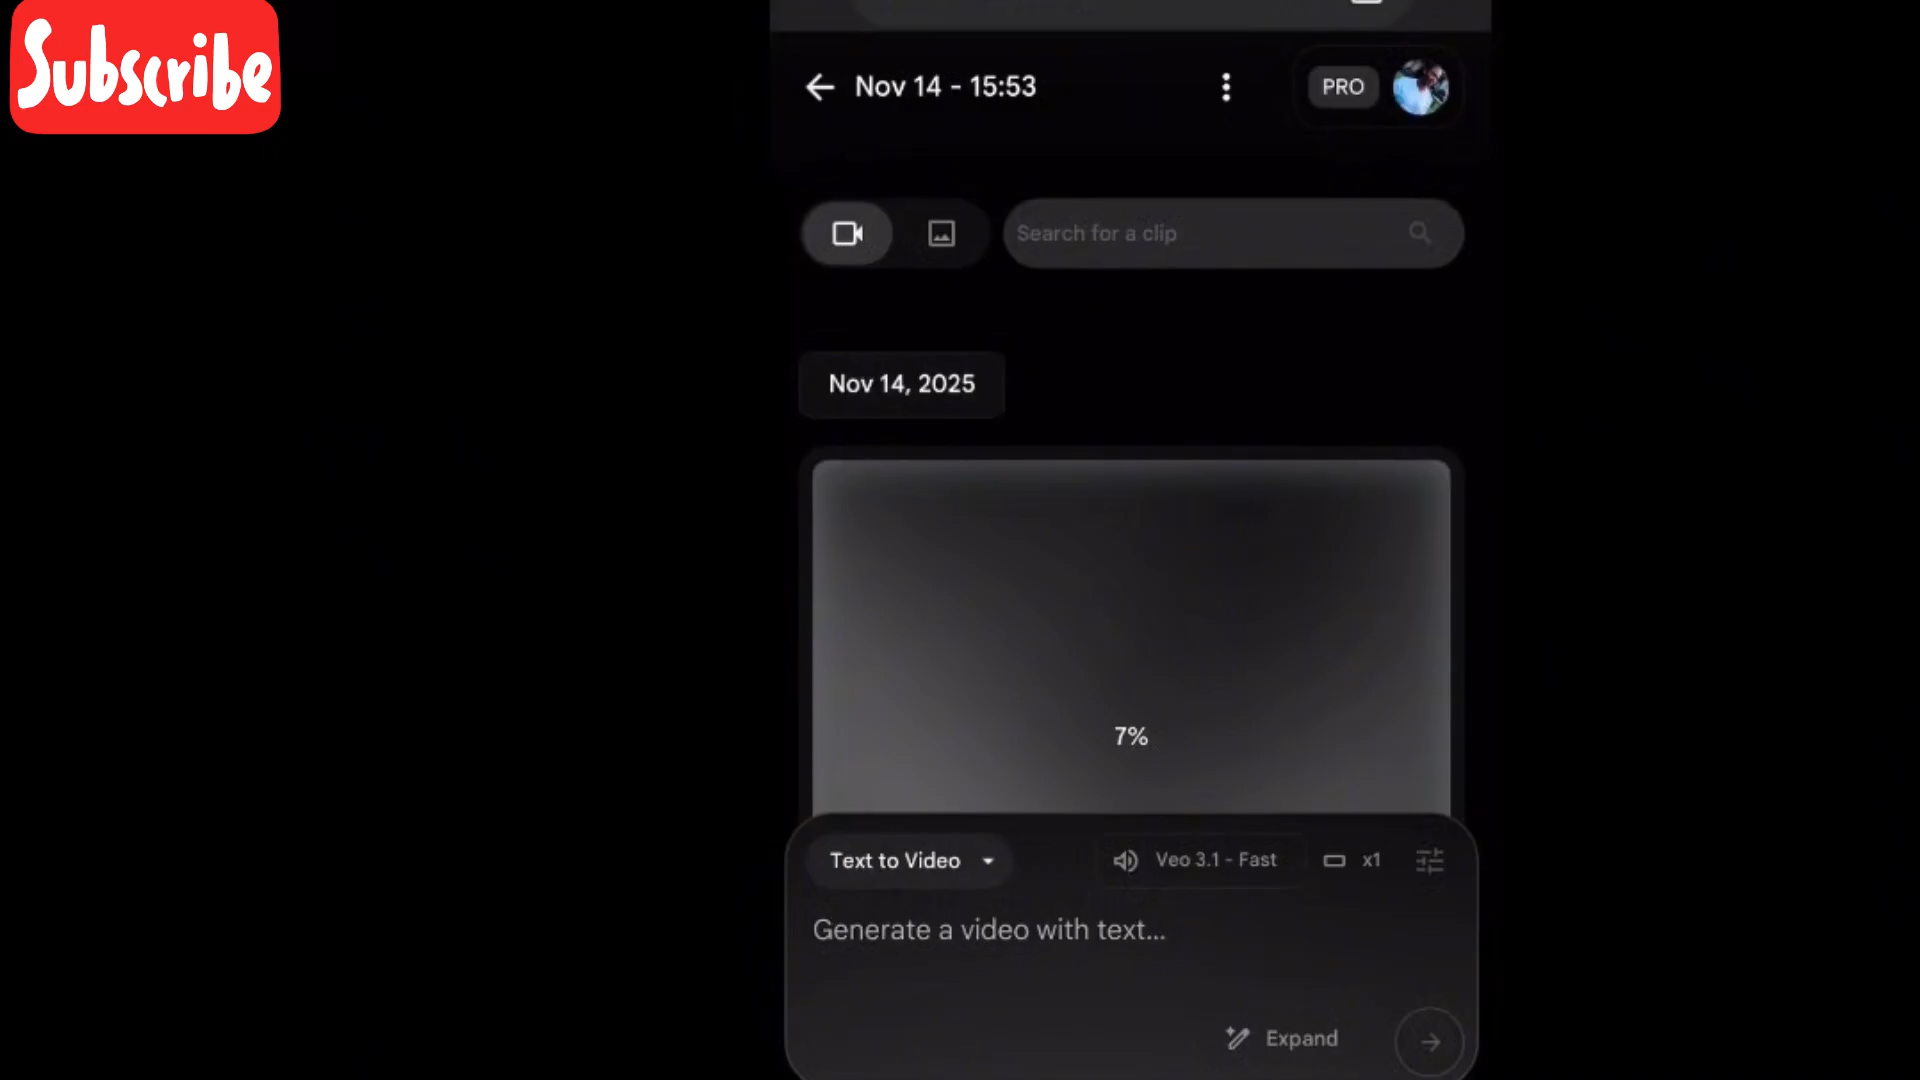 Subscribe
Nov 14 - 15:53
PRO
Search for a clip
Nov 14, 2025
7%
Text to Video
Veo 3.1 - Fast
x1
Generate a video with text...
Expand